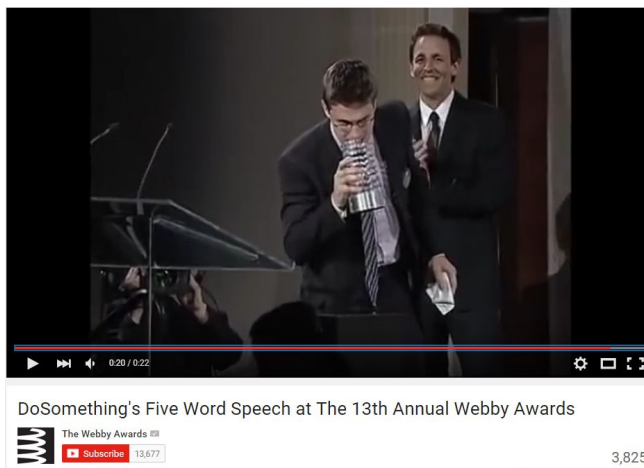 0:20 / 0:22
DoSomething's Five Word Speech at The 13th Annual Webby Awards
The Webby Awards
Subscribe 13,677
3,825